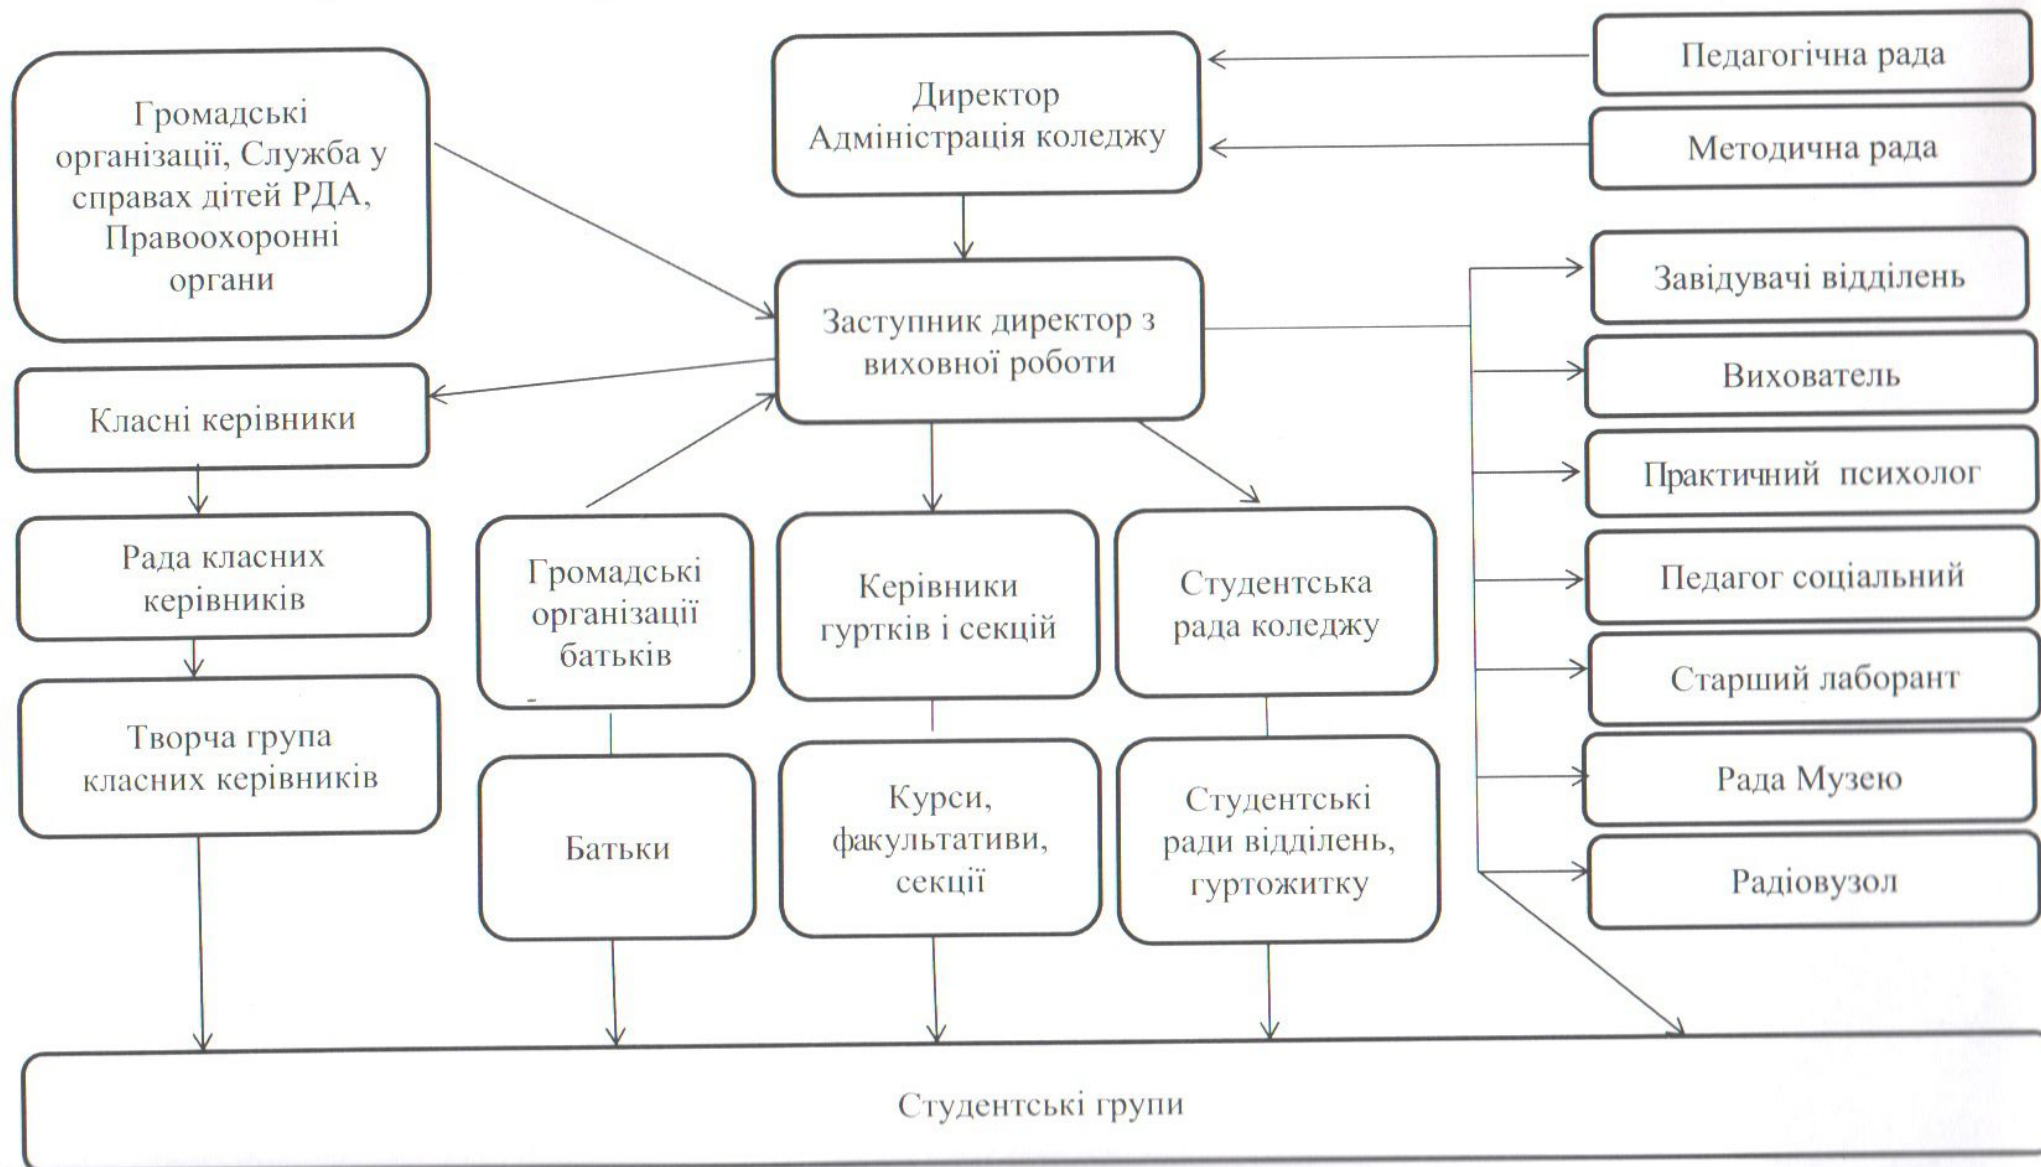 Громадські
організації, Служба у
справах дітей РДА,
Правоохоронні
органи
Директор
Адміністрація коледжу
Педагогічна рада
Методична рада
Заступник директор з
виховної роботи
Завідувачі відділень
Вихователь
Практичний психолог
Педагог соціальний
Старший лаборант
Рада Музею
Радіовузол
Класні керівники
Рада класних
керівників
Творча група
класних керівників
Громадські
організації
батьків
-
Батьки
Керівники
гуртків і секцій
Курси,
факультативи,
секції
Студентська
рада коледжу
Студентські
ради відділень,
гуртожитку
Студентські групи